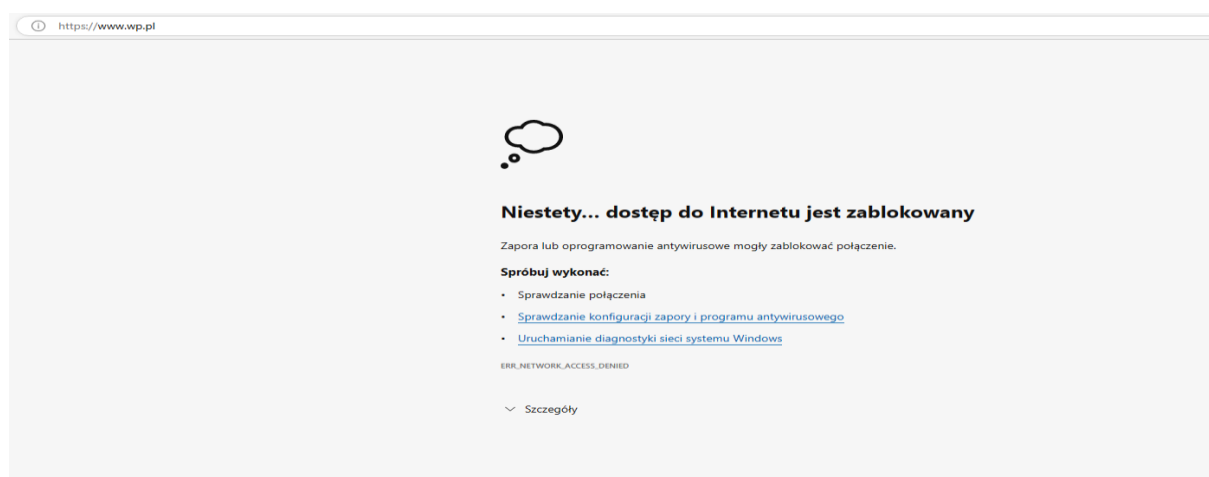 https://www.wp.pl
Niestety... dostęp do Internetu jest zablokowany
Zapora lub oprogramowanie antywirusowe mogły zablokować połączenie.
Spróbuj wykonać:
• Sprawdzanie połączenia
• Sprawdzanie konfiguracji zapory i programu antywirusowego
• Uruchamianie diagnostyki sieci systemu Windows
ERR_NETWORK_ACCESS_DENIED
Szczegóły